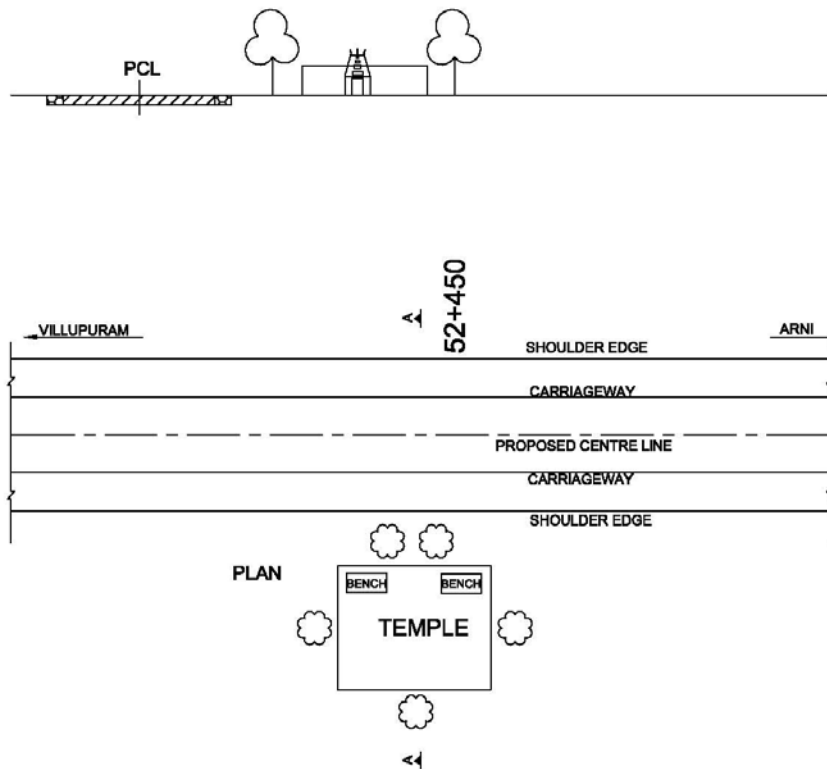 PCL
A
52+450
VILLUPURAM
ARNI
SHOULDER EDGE
CARRIAGEWAY
PROPOSED CENTRE LINE
CARRIAGEWAY
SHOULDER EDGE
PLAN
BENCH
BENCH
TEMPLE
A